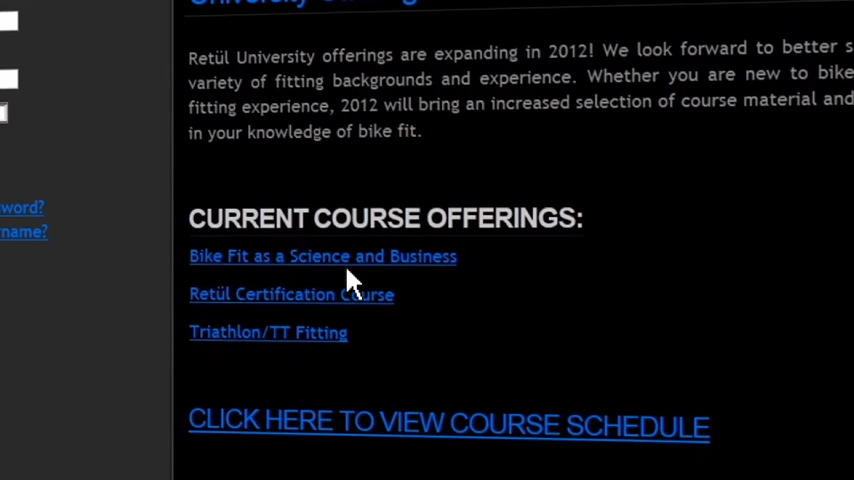 Retül University offerings are expanding in 2012! We look forward to better s
variety of fitting backgrounds and experience. Whether you are new to bike
fitting experience, 2012 will bring an increased selection of course material and
in your knowledge of bike fit.
CURRENT COURSE OFFERINGS:
Bike Fit as a Science and Business
sword?
rname?
Retül Certification Course
Triathlon/TT Fitting
CLICK HERE TO VIEW COURSE SCHEDULE